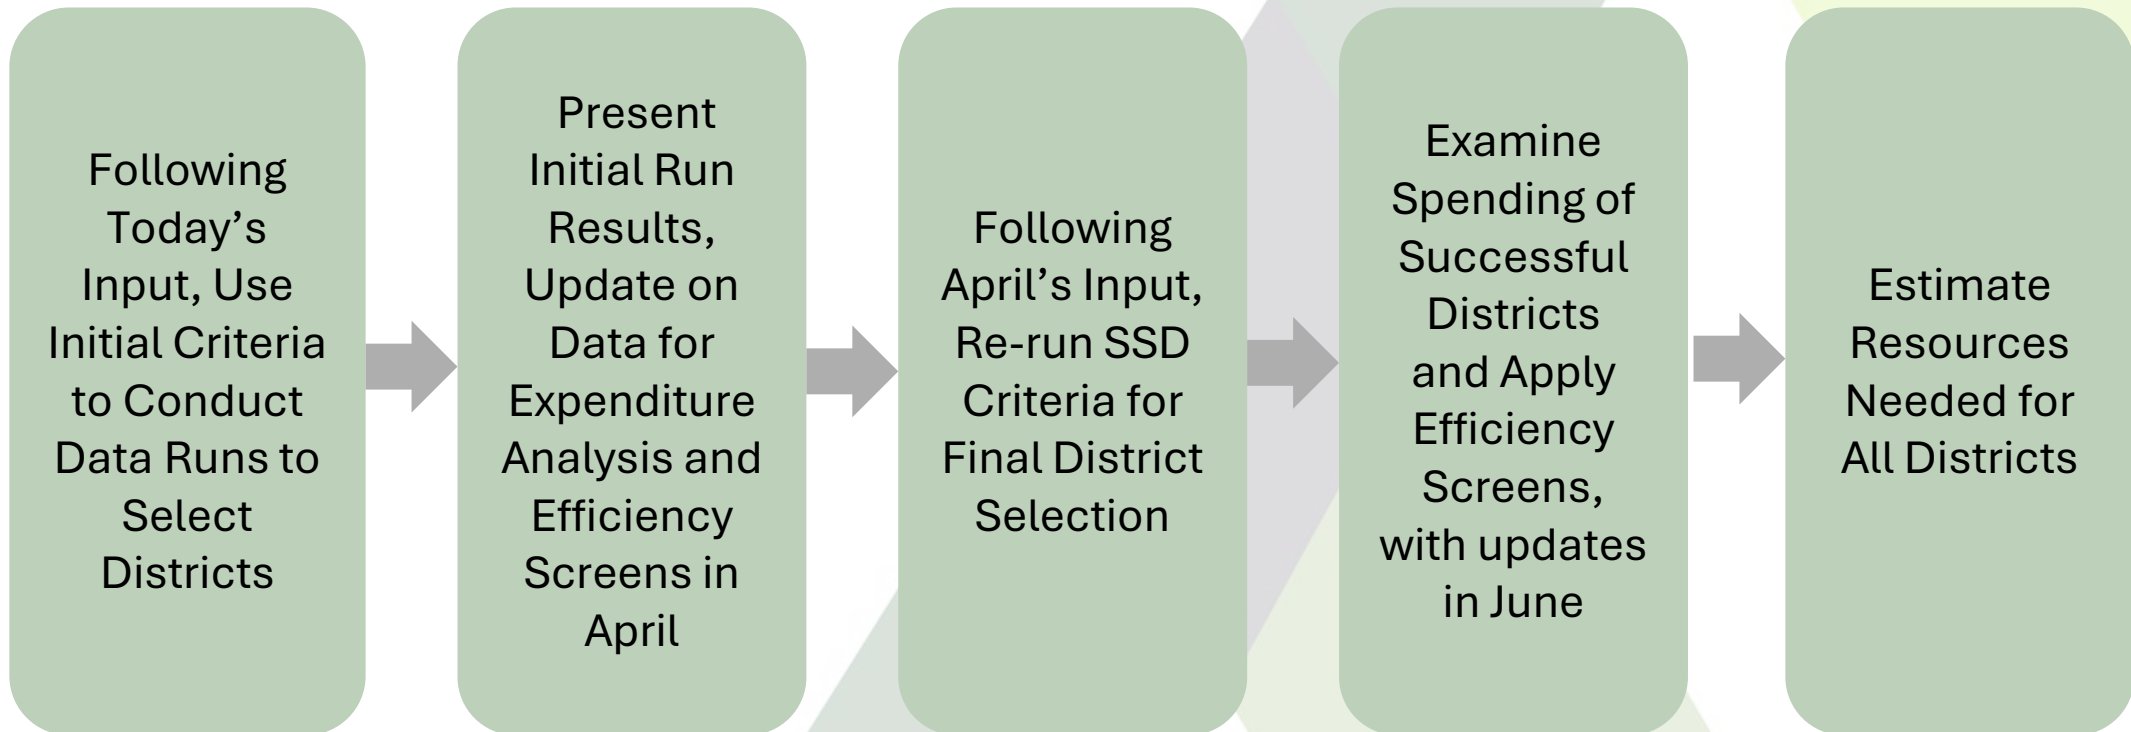 Following
Today’s
Input, Use
Initial Criteria
to Conduct
Data Runs to
Select
Districts
Present
Initial Run
Results,
Update on
Data for
Expenditure
Analysis and
Efficiency
Screens in
April
Following
April’s Input,
Re-run SSD
Criteria for
Final District
Selection
Examine
Spending of
Successful
Districts
and Apply
Efficiency
Screens,
with updates
in June
Estimate
Resources
Needed for
All Districts